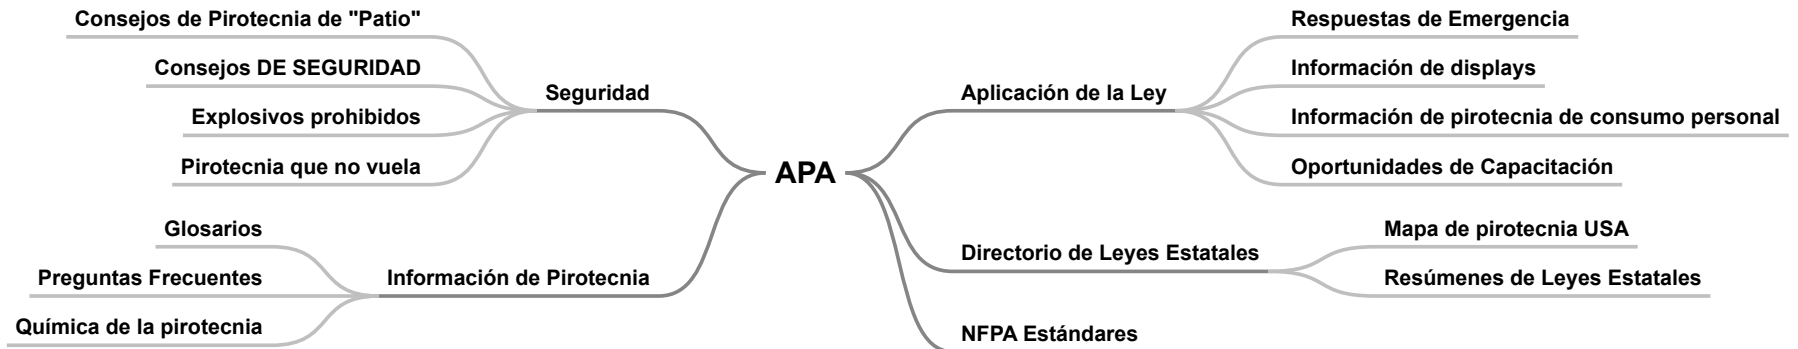 Consejos de Pirotecnia de "Patio"
Consejos DE SEGURIDAD
Explosivos prohibidos
Pirotecnia que no vuela
Seguridad
Glosarios
Preguntas Frecuentes
Química de la pirotecnia
Información de Pirotecnia
APA
Aplicación de la Ley
Respuestas de Emergencia
Información de displays
Información de pirotecnia de consumo personal
Oportunidades de Capacitación
Directorio de Leyes Estatales
Mapa de pirotecnia USA
Resúmenes de Leyes Estatales
NFPA Estándares